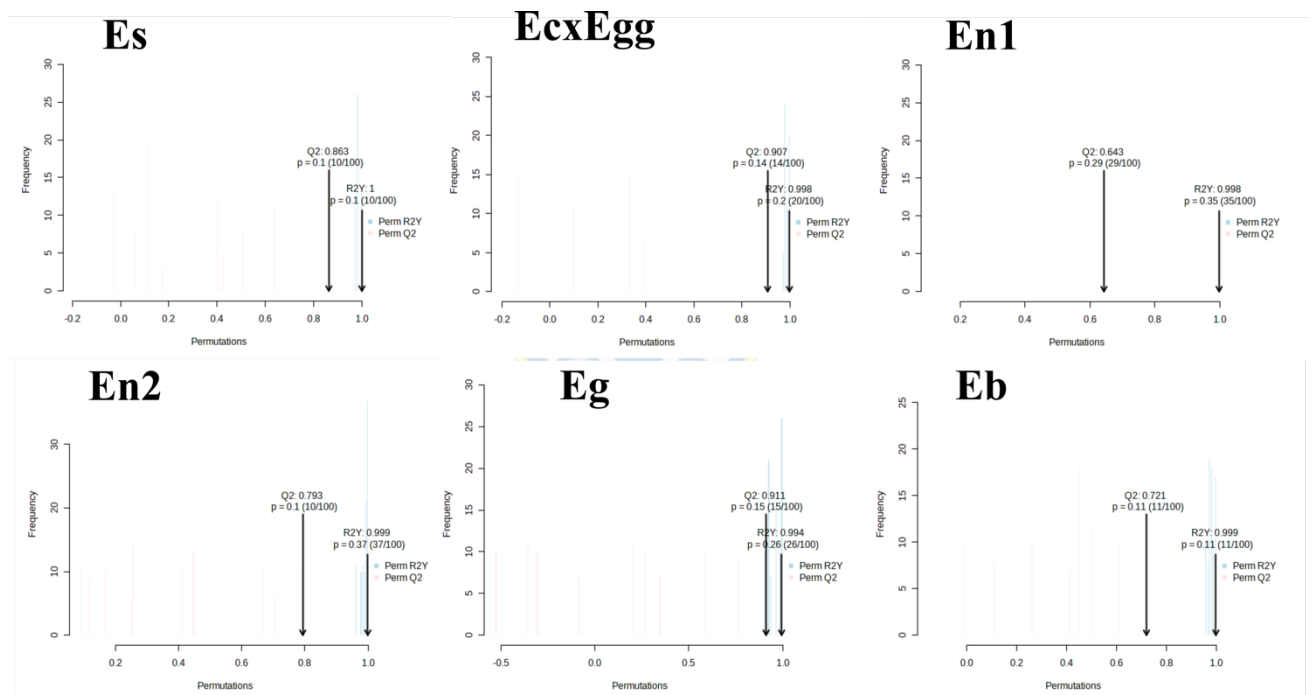 Es
30
25
20
15
10
5
0
Frequency
Q2: 0.863
p = 0.1 (10/100)
R2Y: 1
p = 0.1 (10/100)
Perm R2Y
Perm Q2
-0.2 0.0 0.2 0.4 0.6 0.8 1.0
Permutations
EcxEgg
30
25
20
15
10
5
0
Frequency
Q2: 0.907
p = 0.14 (14/100)
R2Y: 0.998
p = 0.2 (20/100)
Perm R2Y
Perm Q2
-0.2 0.0 0.2 0.4 0.6 0.8 1.0
Permutations
En1
30
25
20
15
10
5
0
Frequency
Q2: 0.643
p = 0.29 (29/100)
R2Y: 0.998
p = 0.35 (35/100)
Perm R2Y
Perm Q2
0.2 0.4 0.6 0.8 1.0
Permutations
En2
30
20
10
0
Frequency
Q2: 0.793
p = 0.1 (10/100)
R2Y: 0.999
p = 0.37 (37/100)
Perm R2Y
Perm Q2
0.2 0.4 0.6 0.8 1.0
Permutations
Eg
30
25
20
15
10
5
0
Frequency
Q2: 0.911
p = 0.15 (15/100)
R2Y: 0.994
p = 0.26 (26/100)
Perm R2Y
Perm Q2
-0.5 0.0 0.5 1.0
Permutations
Eb
25
20
15
10
5
0
Frequency
Q2: 0.721
p = 0.11 (11/100)
R2Y: 0.999
p = 0.11 (11/100)
Perm R2Y
Perm Q2
0.0 0.2 0.4 0.6 0.8 1.0
Permutations